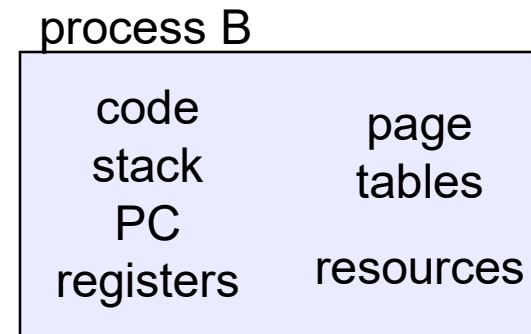 process B
code
stack
PC
registers
page
tables
resources